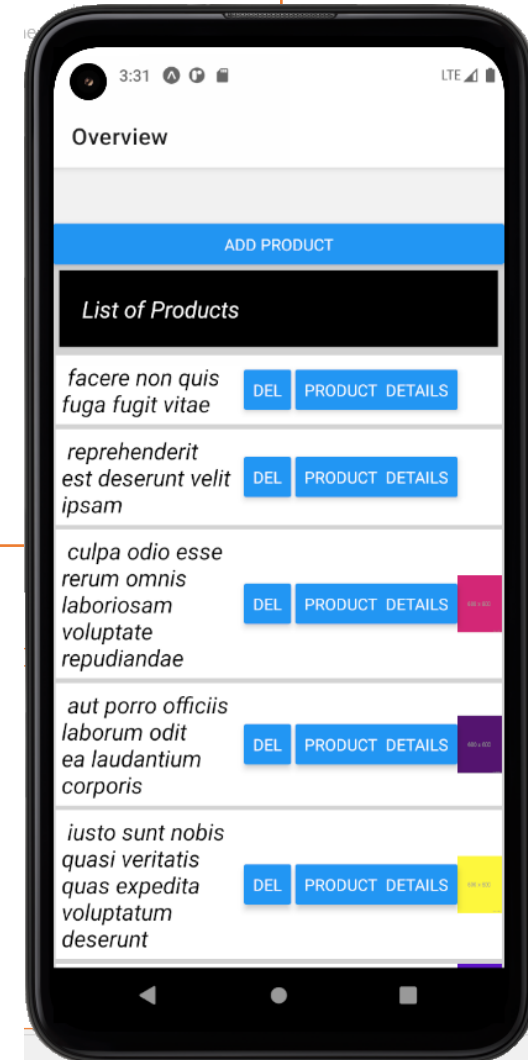 3:31
LTE
Overview
ADD PRODUCT
List of Products
facere non quis
fuga fugit vitae
DEL
PRODUCT DETAILS
reprehenderit
est deserunt velit
ipsam
DEL
PRODUCT DETAILS
culpa odio esse
rerum omnis
laboriosam
voluptate
repudiandae
DEL
PRODUCT DETAILS
aut porro officiis
laborum odit
ea laudantium
corporis
DEL
PRODUCT DETAILS
iusto sunt nobis
quasi veritatis
quas expedita
voluptatum
deserunt
DEL
PRODUCT DETAILS